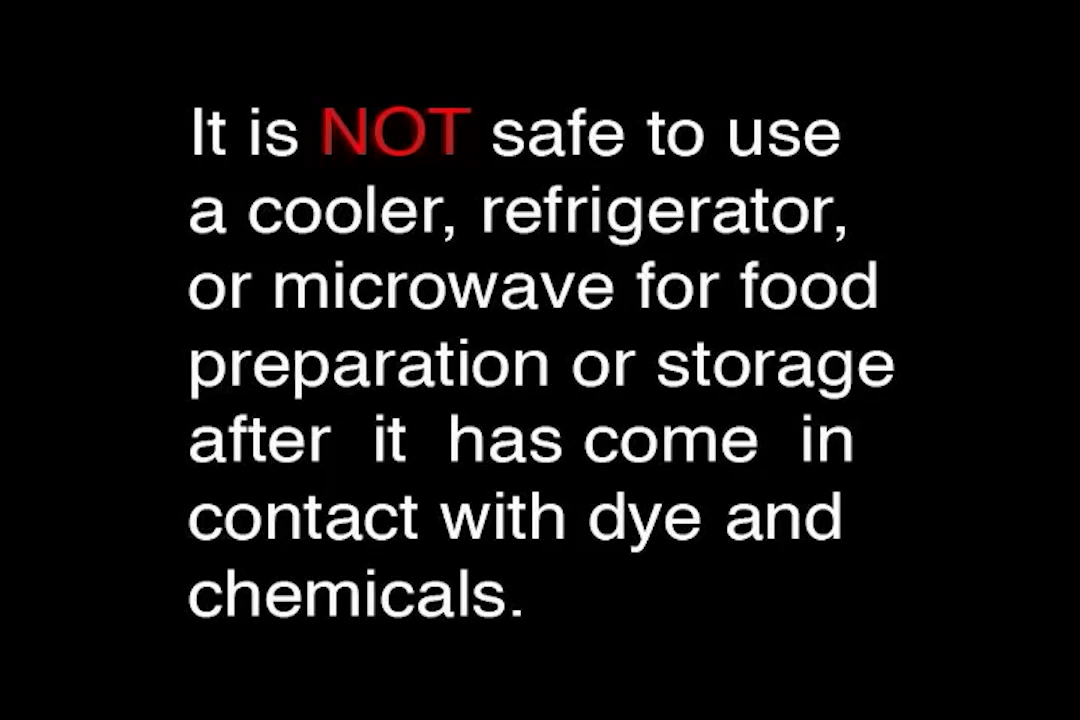 It is NOT safe to use
a cooler, refrigerator,
or microwave for food
preparation or storage
after it has come in
contact with dye and
chemicals.